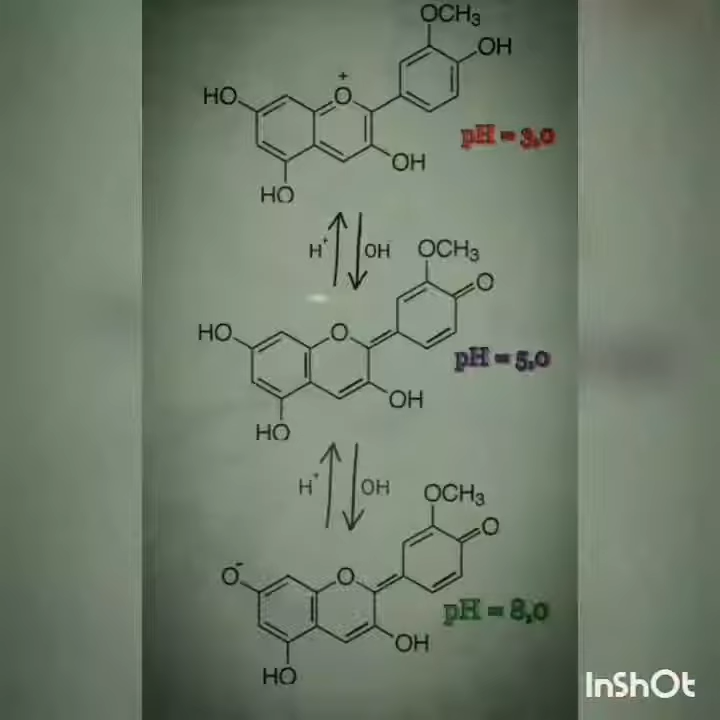 OCH₃
OH
HO
+
O
pH = 3,0
OH
HO
H⁺ OH
OCH₃
O
HO
O
pH = 5,0
OH
HO
H⁺ OH
OCH₃
O
O⁻
O
pH = 8,0
OH
HO
InShOt